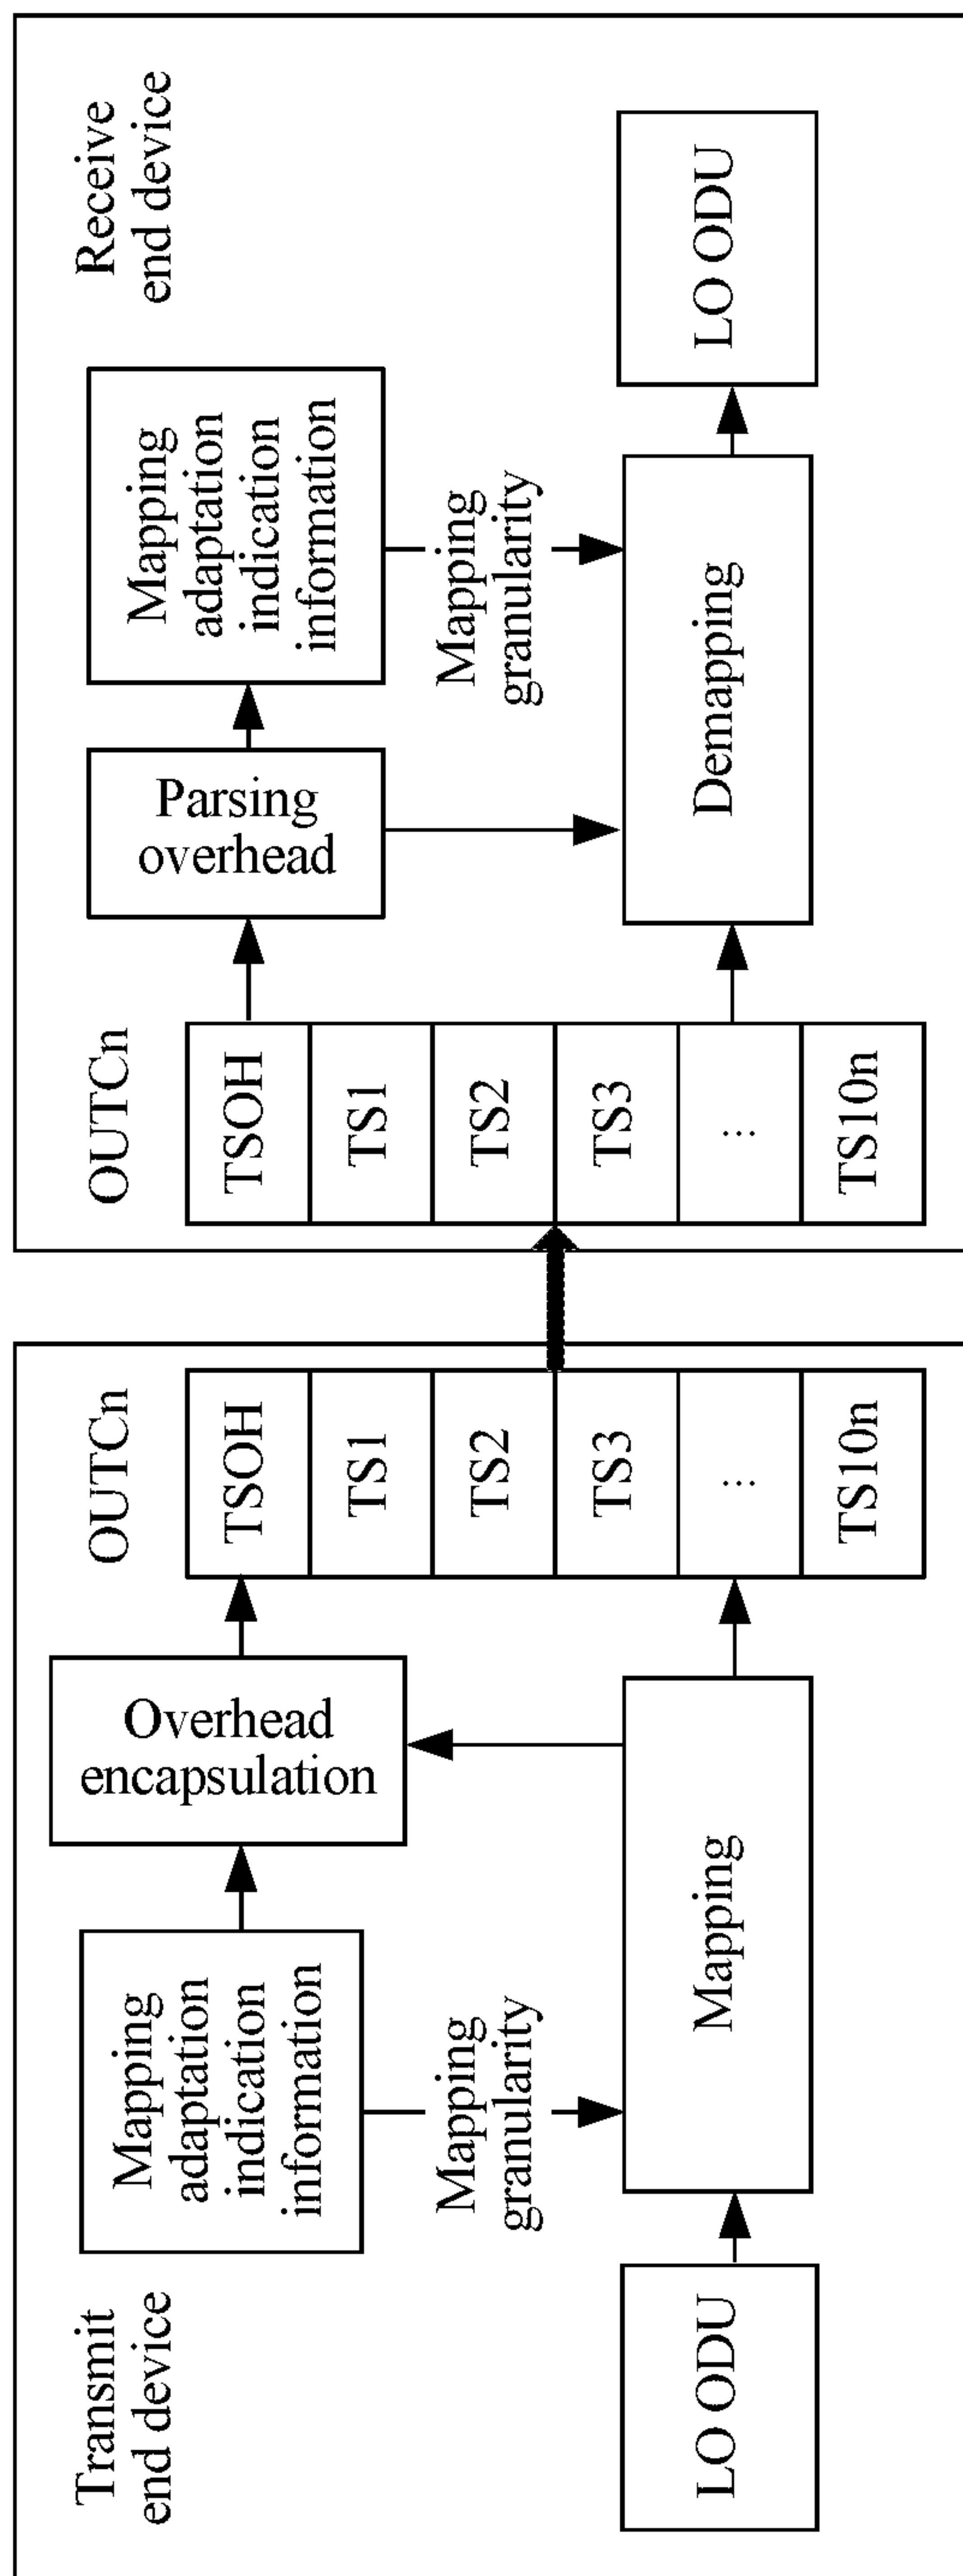 Transmit
end device
Mapping
adaptation
indication
information
Overhead
encapsulation
Mapping
granularity
LO ODU
Mapping
OUTCn
TSOH
TS1
TS2
TS3
...
TS10n
Receive
end device
OUTCn
TSOH
TS1
TS2
TS3
...
TS10n
Parsing
overhead
Mapping
adaptation
indication
information
Mapping
granularity
Demapping
LO ODU